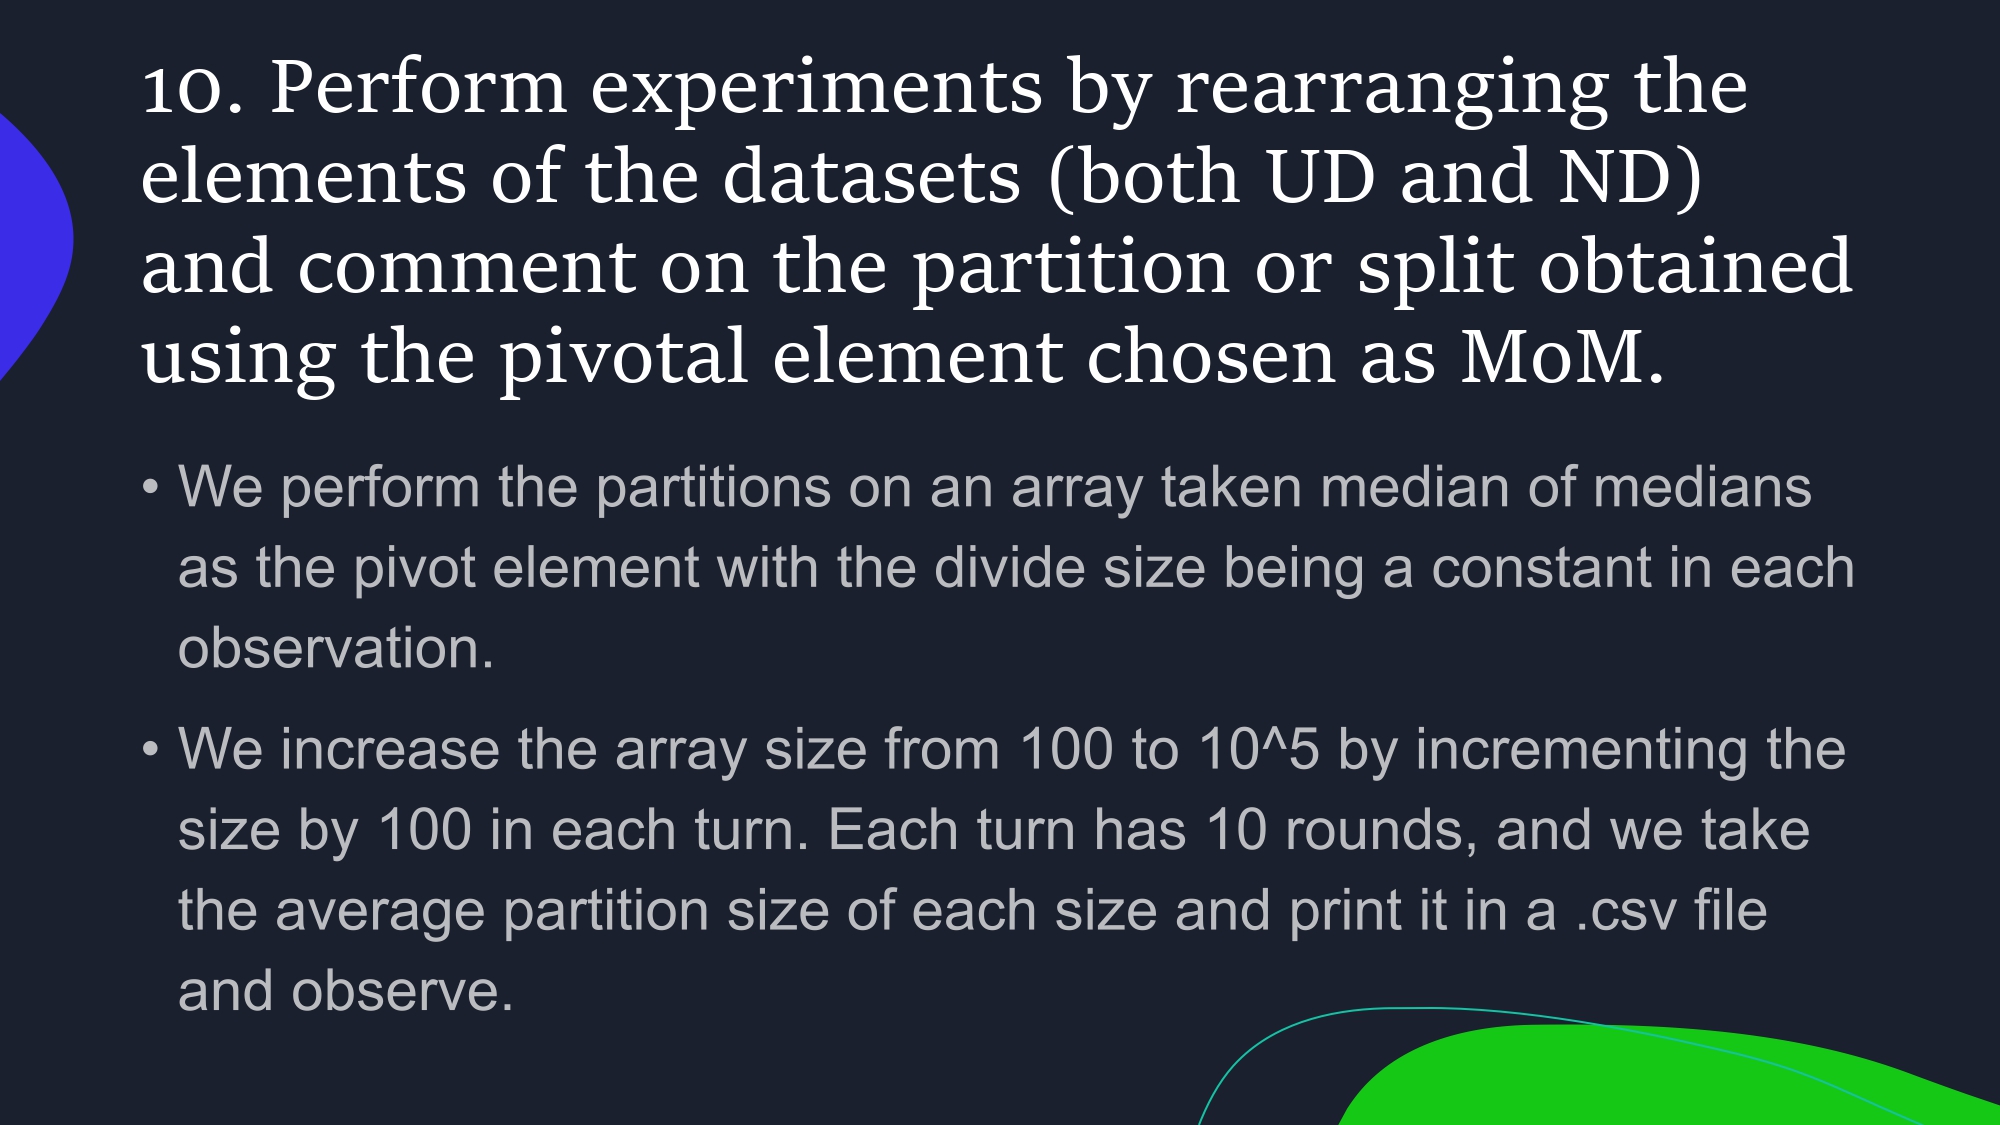 10. Perform experiments by rearranging the
elements of the datasets (both UD and ND)
and comment on the partition or split obtained
using the pivotal element chosen as MoM.
• We perform the partitions on an array taken median of medians
as the pivot element with the divide size being a constant in each
observation.
• We increase the array size from 100 to 10^5 by incrementing the
size by 100 in each turn. Each turn has 10 rounds, and we take
the average partition size of each size and print it in a .csv file
and observe.